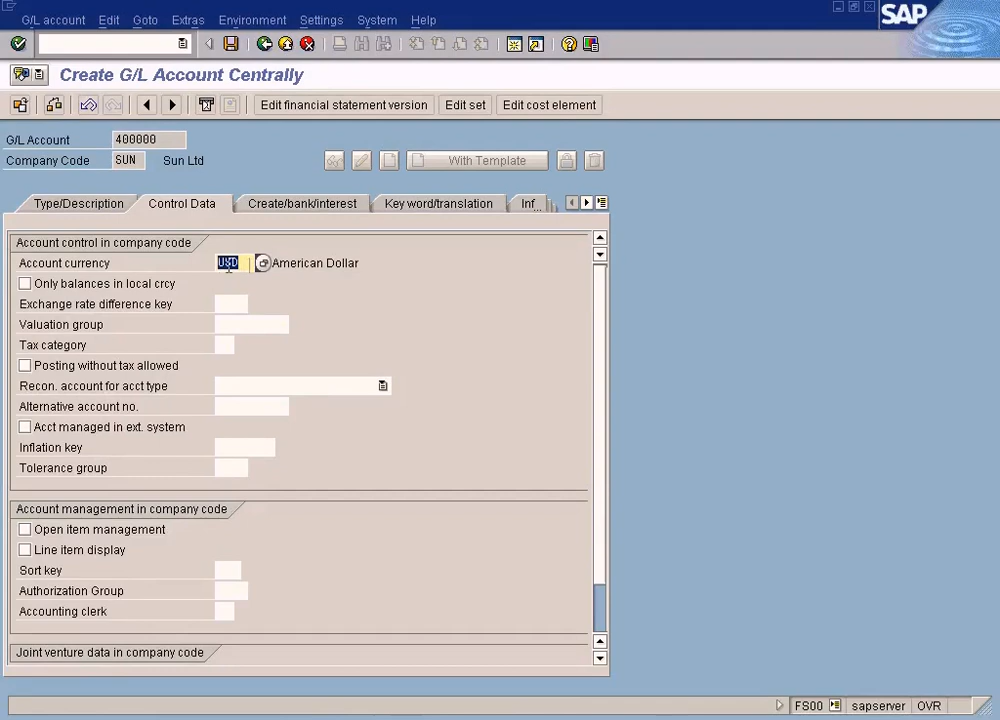 G/L account Edit Goto Extras Environment Settings System Help
SAP
Create G/L Account Centrally
Edit financial statement version Edit set Edit cost element
G/L Account 400000
Company Code SUN Sun Ltd With Template
Type/Description Control Data Create/bank/interest Key word/translation Inf...
Account control in company code
Account currency USD American Dollar
Only balances in local crcy
Exchange rate difference key
Valuation group
Tax category
Posting without tax allowed
Recon. account for acct type
Alternative account no.
Acct managed in ext. system
Inflation key
Tolerance group
Account management in company code
Open item management
Line item display
Sort key
Authorization Group
Accounting clerk
Joint venture data in company code
FS00 sapserver OVR